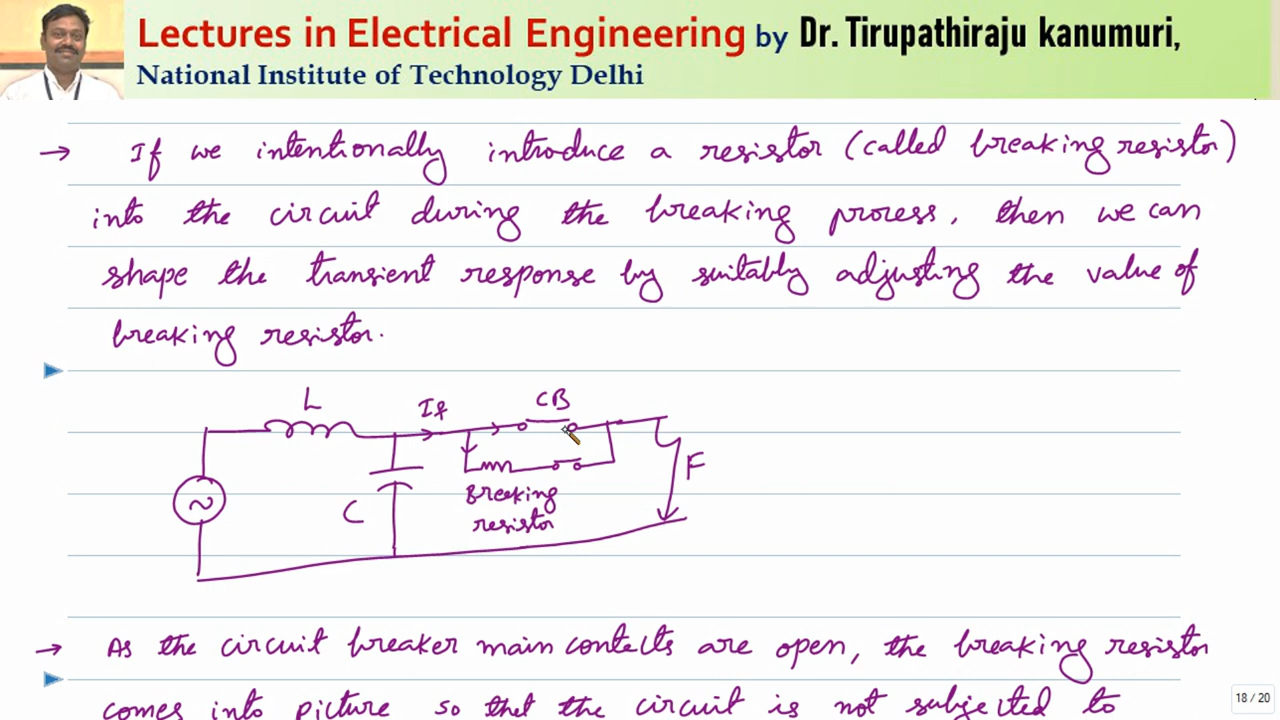 Lectures in Electrical Engineering by Dr. Tirupathiraju kanumuri,
National Institute of Technology Delhi
→ If we intentionally introduce a resistor (called breaking resistor)
into the circuit during the breaking process, then we can
shape the transient response by suitably adjusting the value of
breaking resistor.
L
If
CB
C
Breaking
resistor
F
→ As the circuit breaker main contacts are open, the breaking resistor
comes into picture so that the circuit is not subjected to
18 / 20